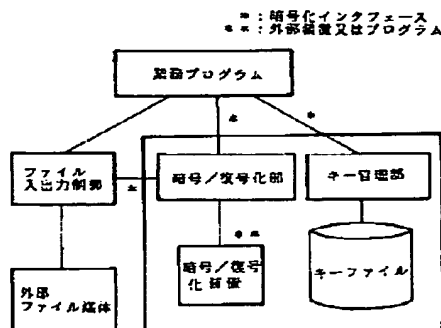 * : 暗号化インタフェース
** : 外部装置又はプログラム
業務プログラム
*
*
ファイル
入出力制御
*
暗号/復号化部
キー管理部
**
外部
ファイル媒体
暗号/復号
化装置
キーファイル